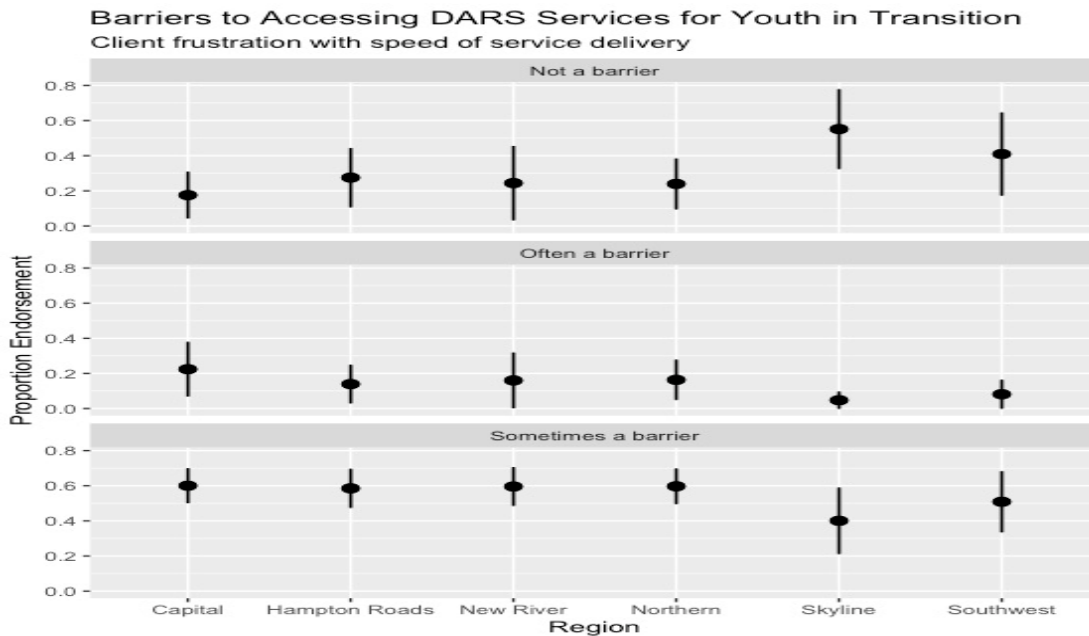 Barriers to Accessing DARS Services for Youth in Transition
Client frustration with speed of service delivery
Not a barrier
0.8
0.6
0.4
0.2
0.0
Often a barrier
0.8
0.6
0.4
0.2
0.0
Sometimes a barrier
0.8
0.6
0.4
0.2
0.0
Proportion Endorsement
Capital Hampton Roads New River Northern Skyline Southwest
Region